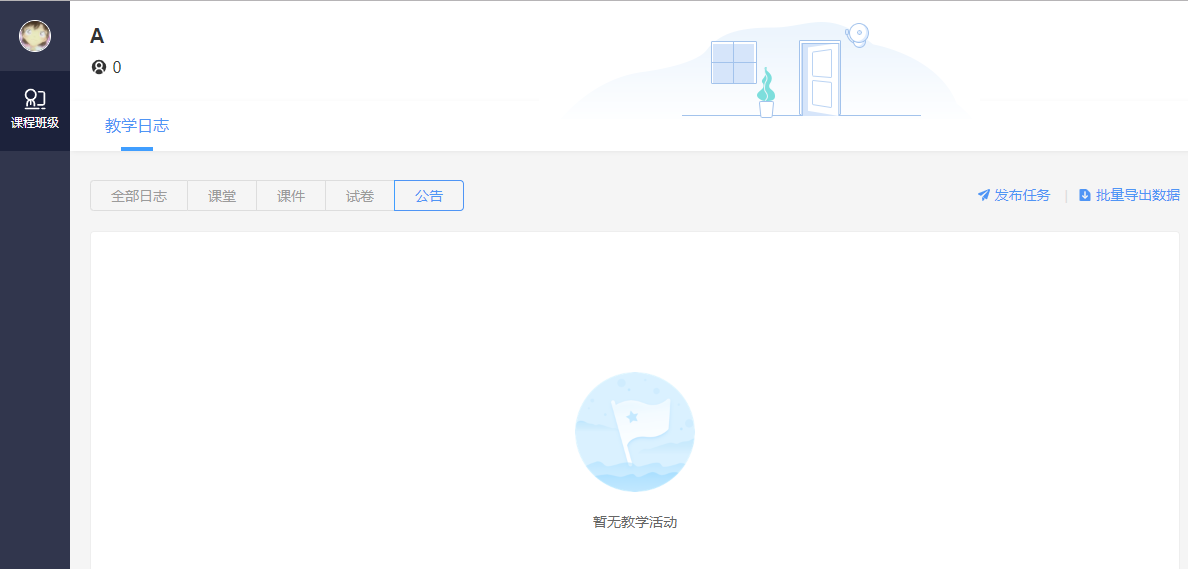 A
0
课程班级
教学日志
全部日志 课堂 课件 试卷 公告
发布任务 | 批量导出数据
暂无教学活动